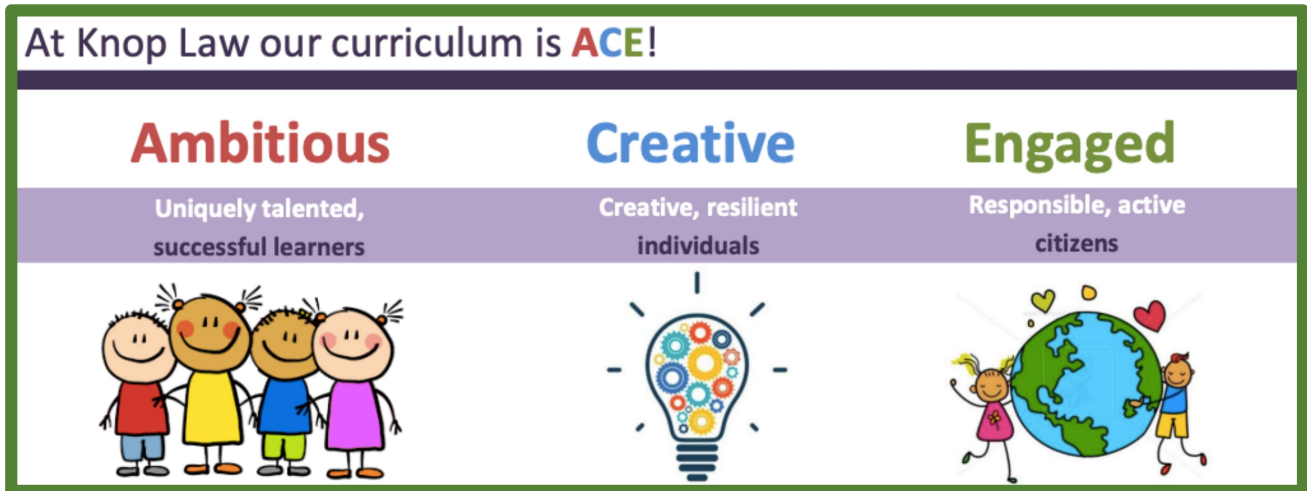 At Knop Law our curriculum is ACE!
Ambitious
Creative
Engaged
Uniquely talented,
successful learners
Creative, resilient
individuals
Responsible, active
citizens